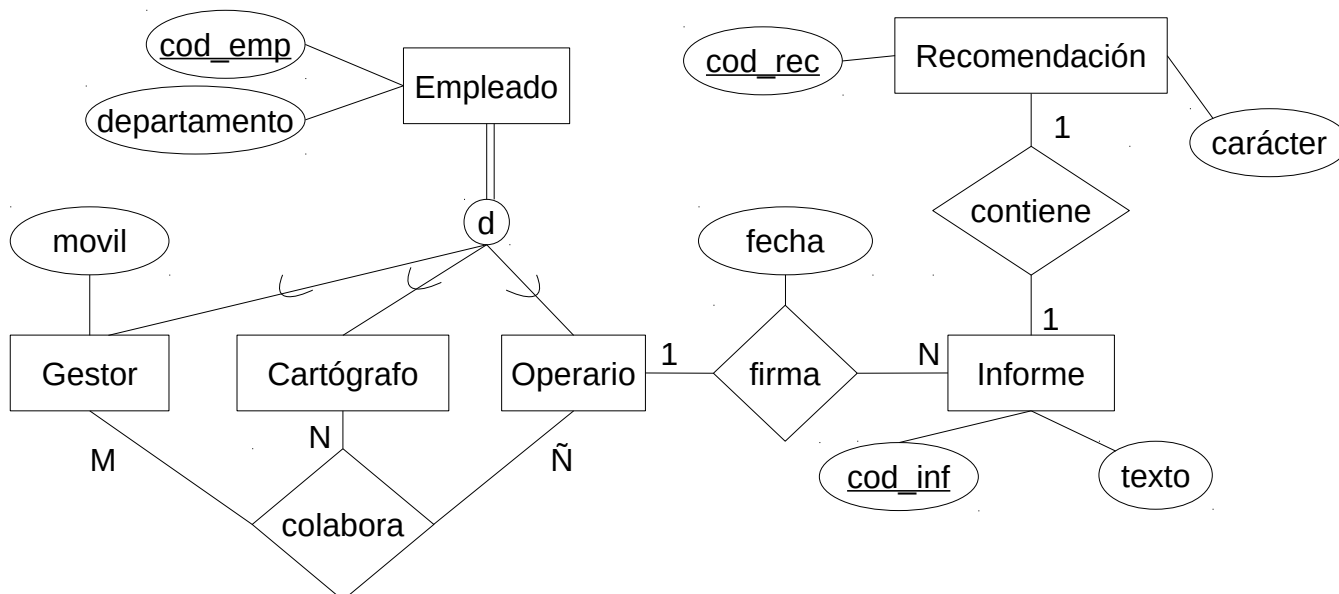 cod_emp
Empleado
departamento
cod_rec
Recomendación
carácter
1
contiene
d
movil
fecha
1
Gestor
Cartógrafo
Operario
1
firma
N
Informe
M
N
Ñ
colabora
cod_inf
texto